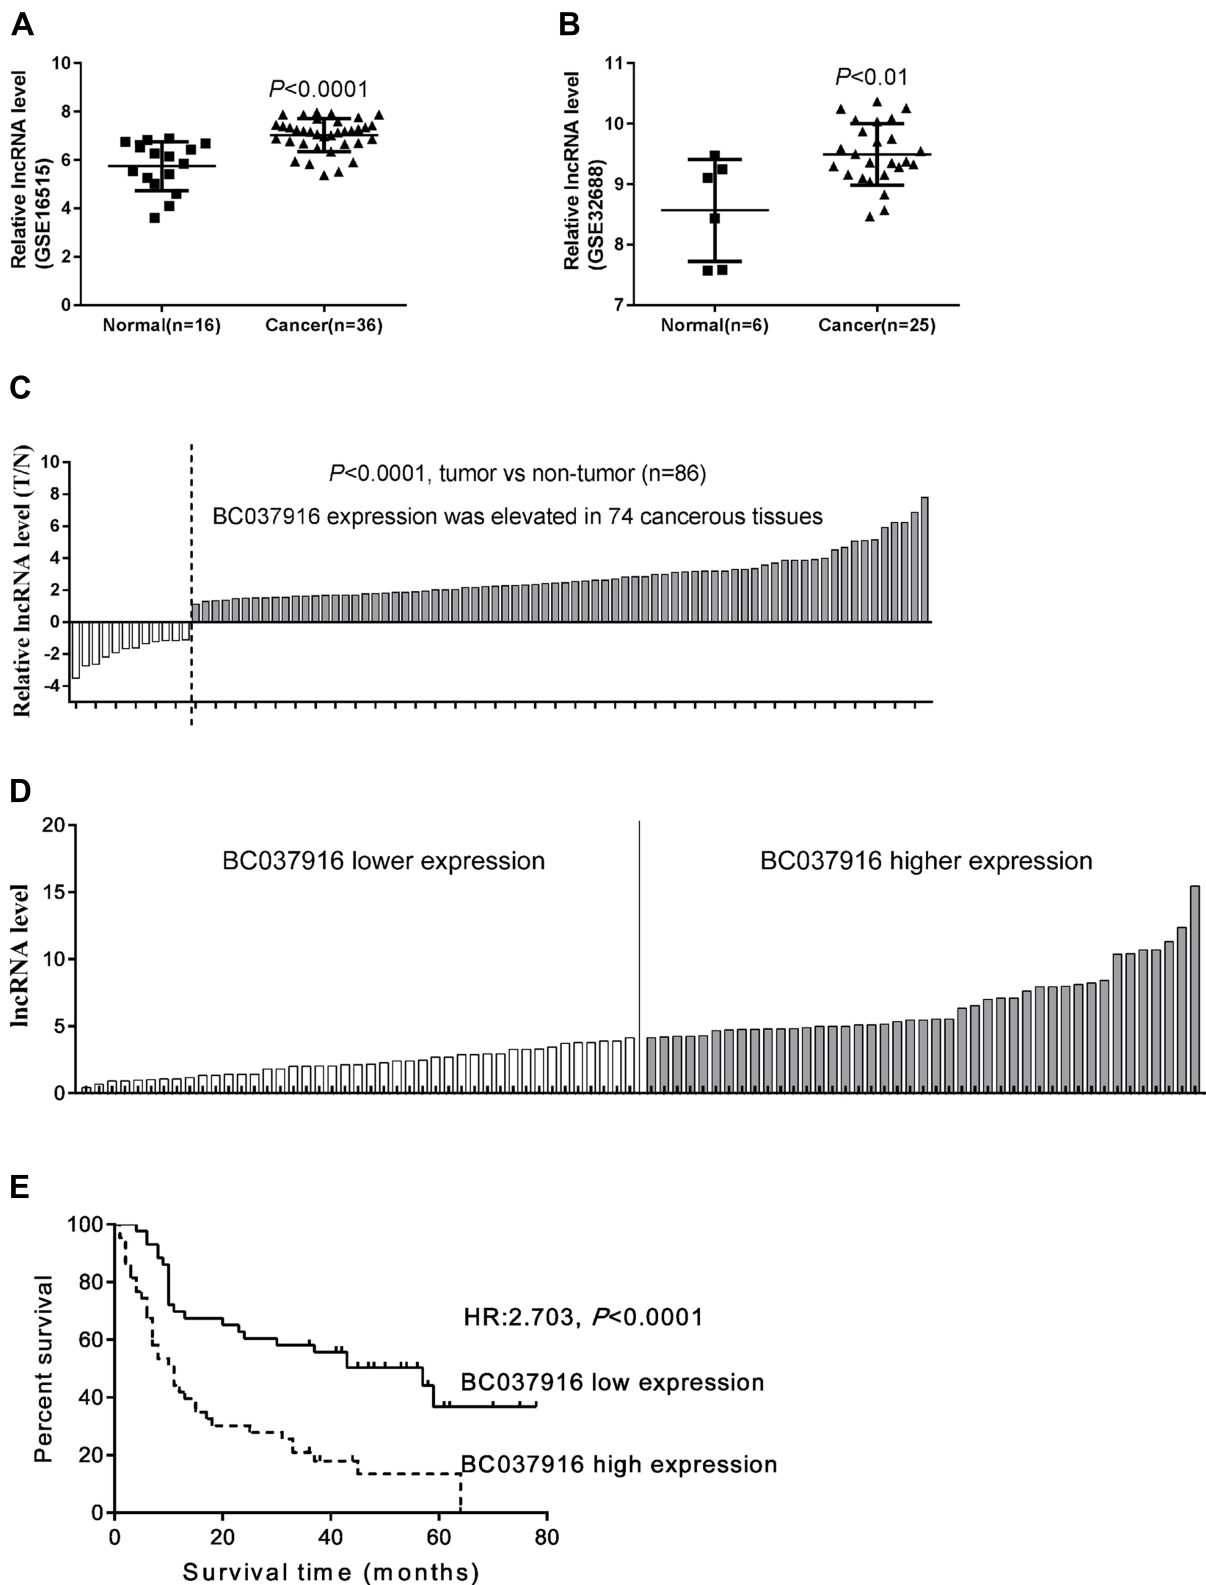 A
Relative lncRNA level
(GSE16515)
10
8
6
4
2
0
P<0.0001
Normal(n=16)
Cancer(n=36)
B
Relative lncRNA level
(GSE32688)
11
10
9
8
7
P<0.01
Normal(n=6)
Cancer(n=25)
C
Relative lncRNA level (T/N)
10
8
6
4
2
0
-2
-4
P<0.0001, tumor vs non-tumor (n=86)
BC037916 expression was elevated in 74 cancerous tissues
D
lncRNA level
20
15
10
5
0
BC037916 lower expression
BC037916 higher expression
E
Percent survival
100
80
60
40
20
0
HR:2.703, P<0.0001
BC037916 low expression
BC037916 high expression
0
20
40
60
80
Survival time (months)